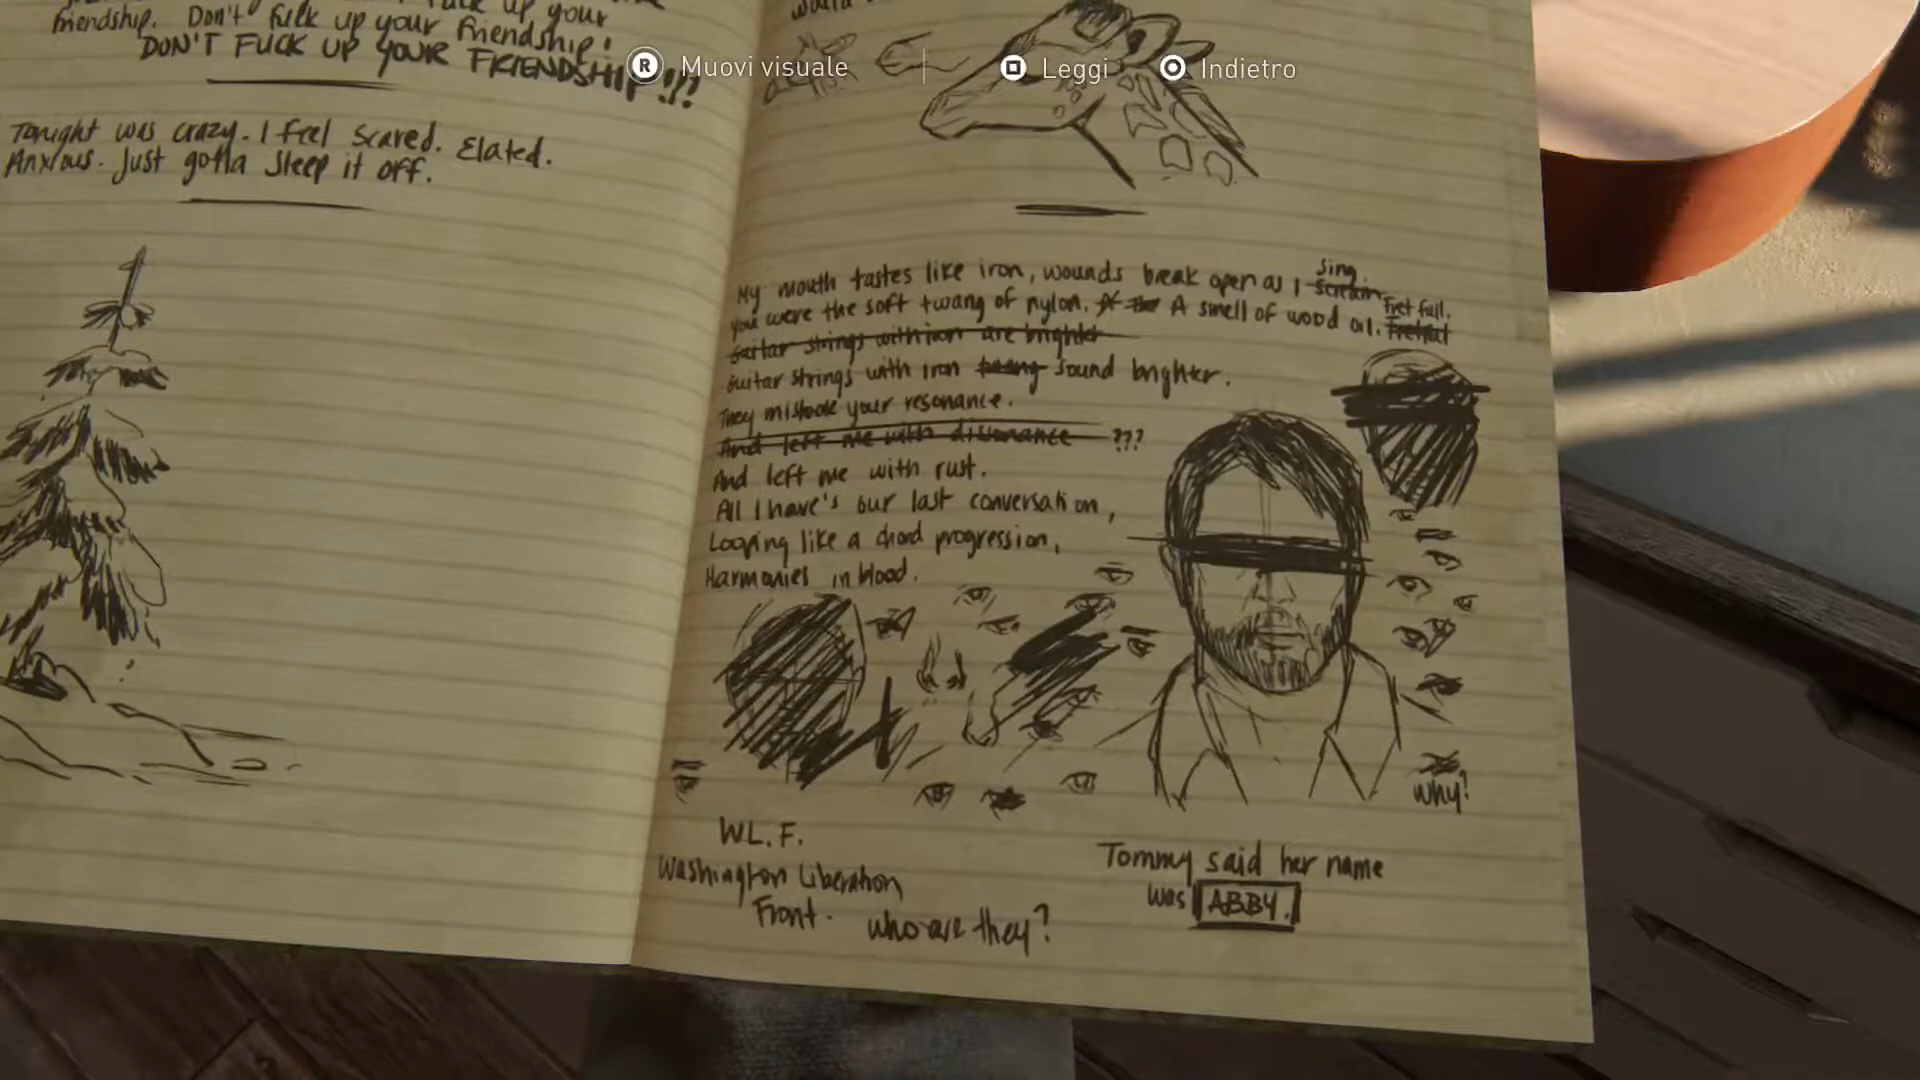 friendship. Don't fuck up your friendship!
DON'T FUCK UP YOUR FRIENDSHIP!!!
Tonight was crazy. I feel scared. Elated.
Anxious. Just gotta sleep it off.
Muovi visuale
Leggi
Indietro
My mouth tastes like iron, wounds break open as I scream sing.
you were the soft twang of nylon. A smell of wood oil. Fretful Fret full.
Guitar strings with iron are brighter
Guitar strings with iron sound brighter.
They mistook your resonance.
And left me with dissonance ???
And left me with rust.
All I have's our last conversation,
Looping like a chord progression,
Harmonies in blood.
why?
W.L.F.
Washington Liberation
Front. who are they?
Tommy said her name
was ABBY.